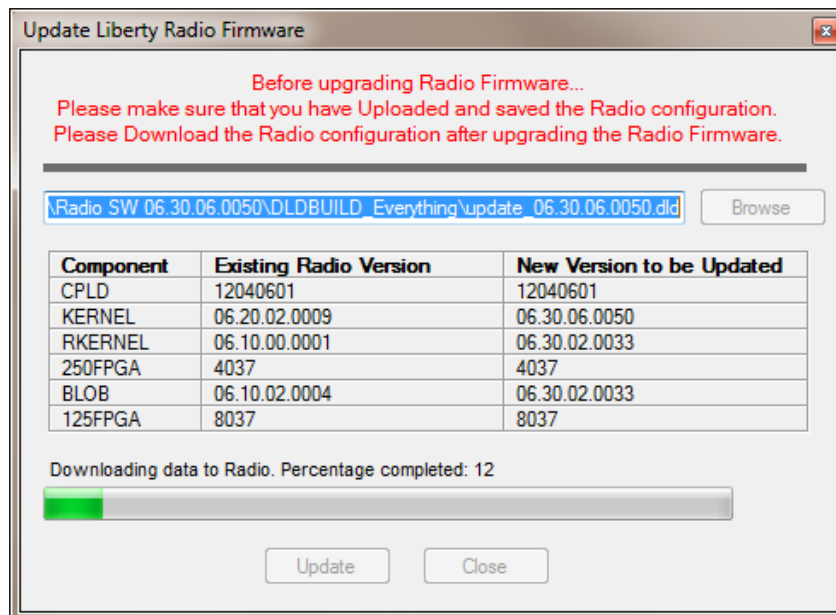 Update Liberty Radio Firmware
Before upgrading Radio Firmware...
Please make sure that you have Uploaded and saved the Radio configuration.
Please Download the Radio configuration after upgrading the Radio Firmware.
\Radio SW 06.30.06.0050\DLDBUILD_Everything\update_06.30.06.0050.dld Browse
Component Existing Radio Version New Version to be Updated
CPLD 12040601 12040601
KERNEL 06.20.02.0009 06.30.06.0050
RKERNEL 06.10.00.0001 06.30.02.0033
250FPGA 4037 4037
BLOB 06.10.02.0004 06.30.02.0033
125FPGA 8037 8037
Downloading data to Radio. Percentage completed: 12
Update Close